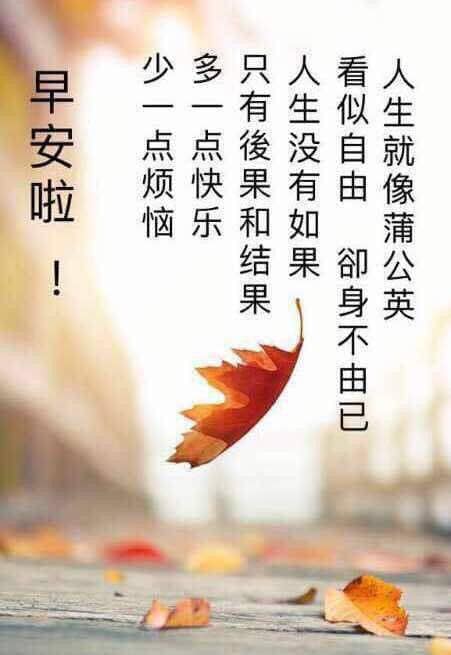 人生就像蒲公英
看似自由 卻身不由已
人生没有如果
只有後果和结果
多一点快乐
少一点烦恼
早安啦！